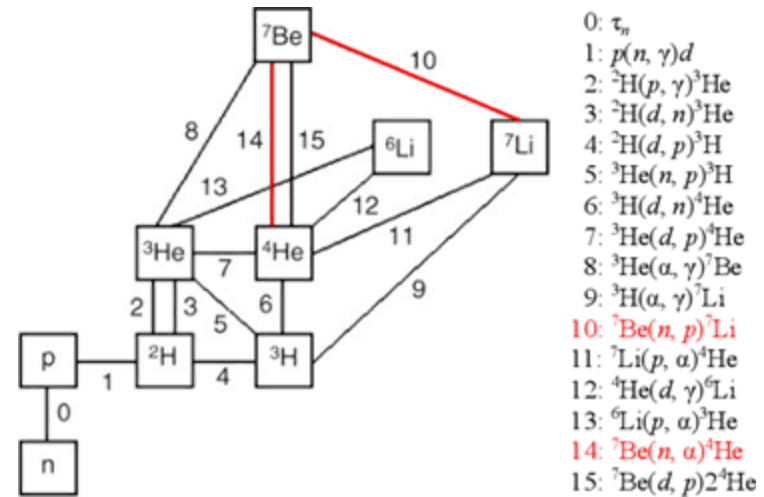 ⁷Be
10
8
14
15
⁶Li
⁷Li
13
12
11
³He
⁴He
7
9
2
3
5
6
p
²H
³H
1
4
0
n
0: τₙ
1: p(n, γ)d
2: ²H(p, γ)³He
3: ²H(d, n)³He
4: ²H(d, p)³H
5: ³He(n, p)³H
6: ³H(d, n)⁴He
7: ³He(d, p)⁴He
8: ³He(α, γ)⁷Be
9: ³H(α, γ)⁷Li
10: ⁷Be(n, p)⁷Li
11: ⁷Li(p, α)⁴He
12: ⁴He(d, γ)⁶Li
13: ⁶Li(p, α)³He
14: ⁷Be(n, α)⁴He
15: ⁷Be(d, p)2⁴He